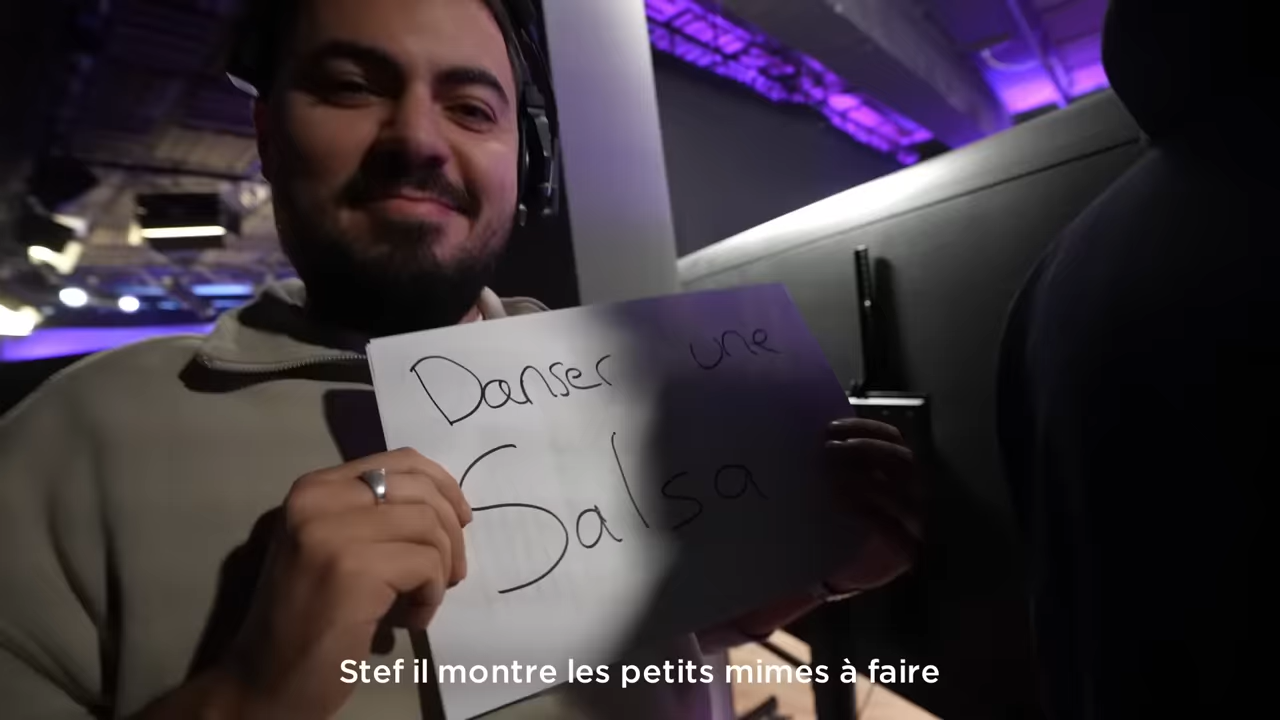 Danser une
Salsa
Stef il montre les petits mimes à faire